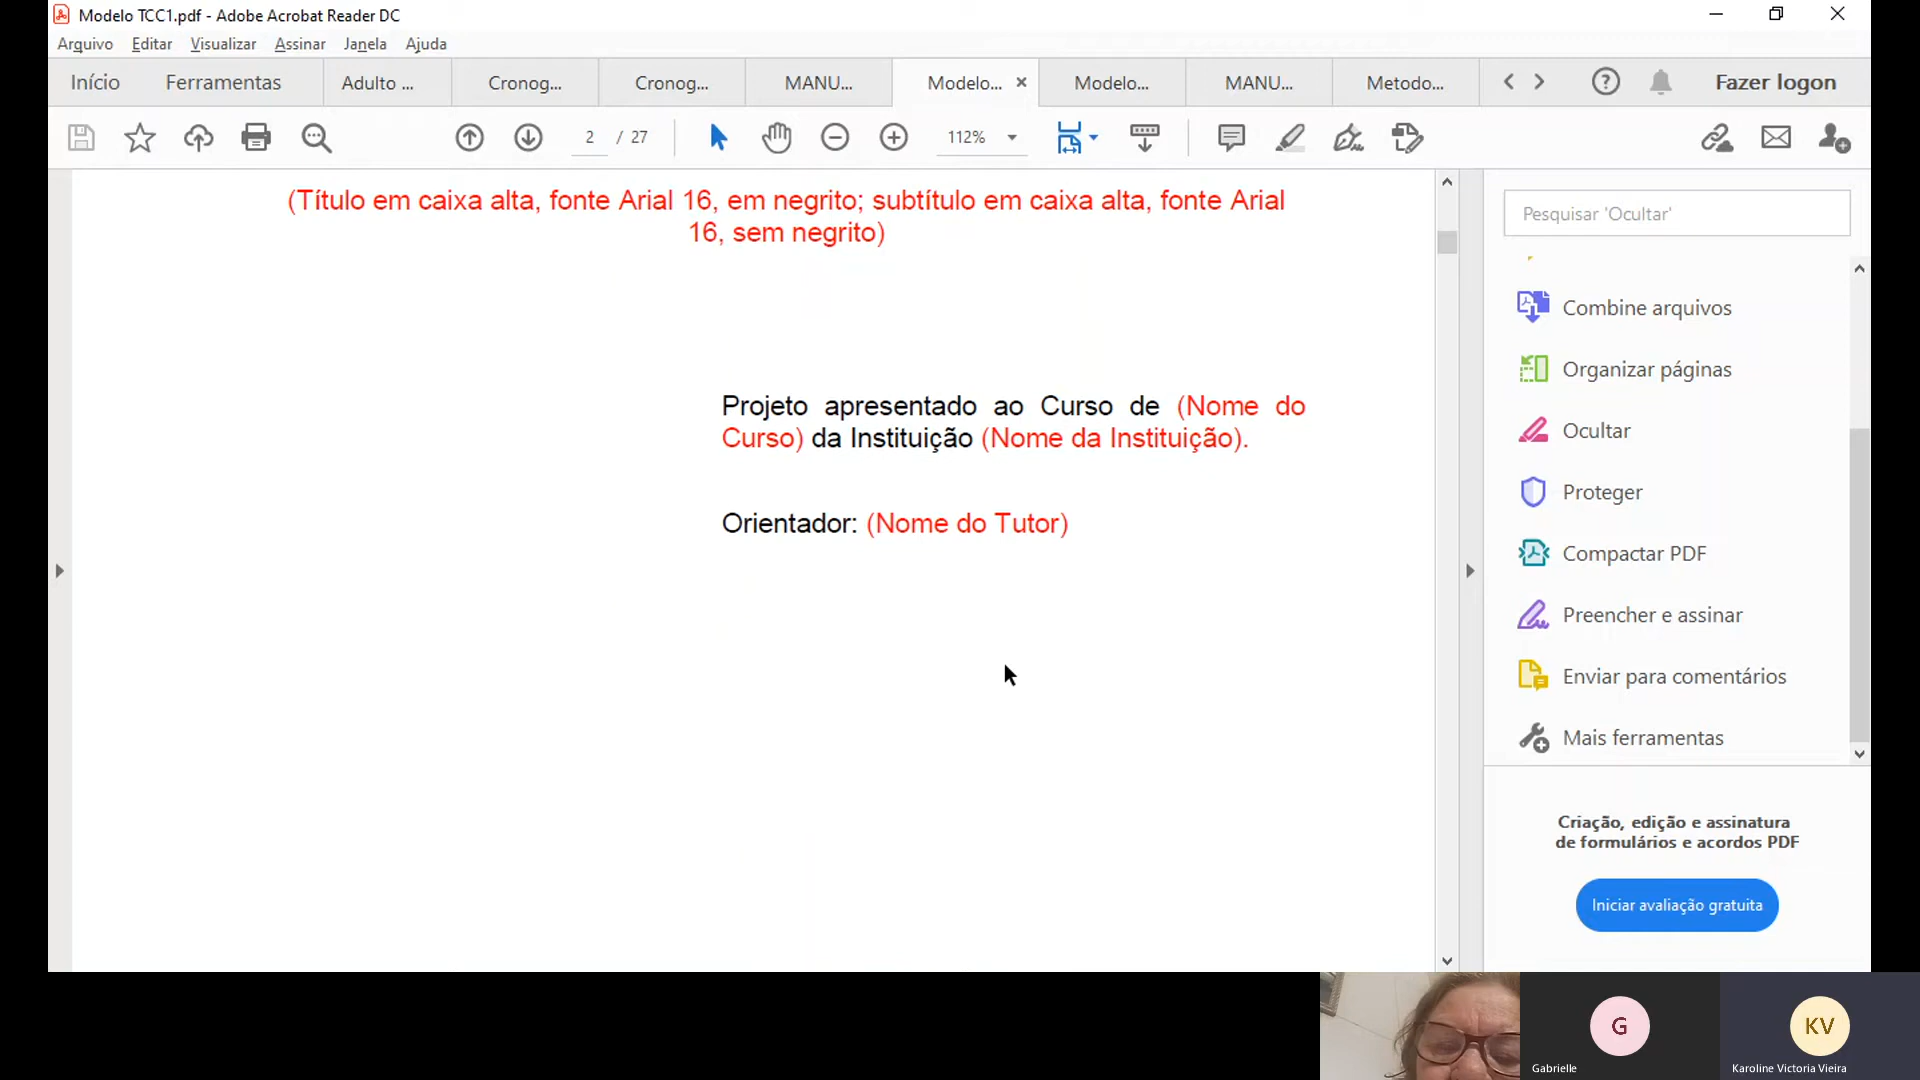 Modelo TCC1.pdf - Adobe Acrobat Reader DC
Arquivo Editar Visualizar Assinar Janela Ajuda
Início Ferramentas Adulto ... Cronog... Cronog... MANU... Modelo... Modelo... MANU... Metodo... Fazer logon
2 / 27 112%
(Título em caixa alta, fonte Arial 16, em negrito; subtítulo em caixa alta, fonte Arial
16, sem negrito)
Projeto apresentado ao Curso de (Nome do
Curso) da Instituição (Nome da Instituição).
Orientador: (Nome do Tutor)
Pesquisar 'Ocultar'
Combine arquivos
Organizar páginas
Ocultar
Proteger
Compactar PDF
Preencher e assinar
Enviar para comentários
Mais ferramentas
Criação, edição e assinatura
de formulários e acordos PDF
Iniciar avaliação gratuita
G
Gabrielle
KV
Karoline Victoria Vieira